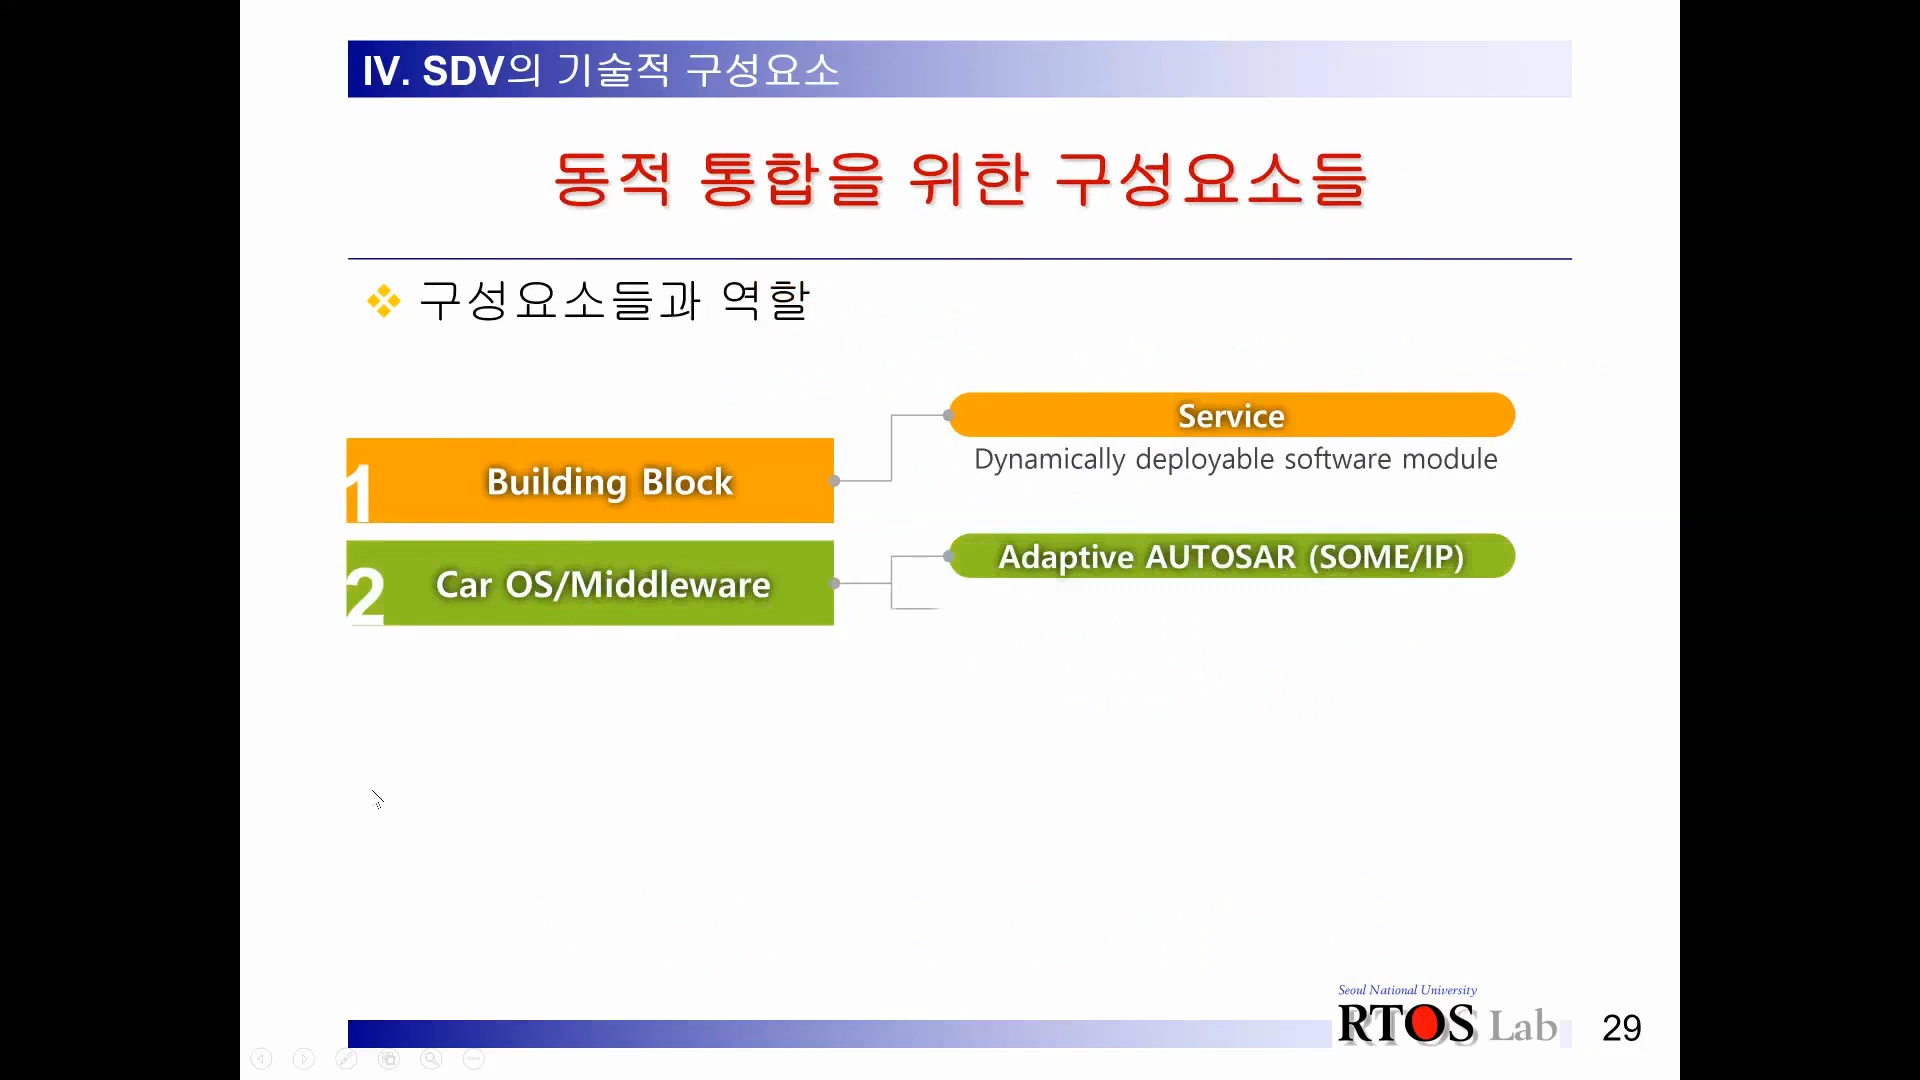 IV. SDV의 기술적 구성요소
동적 통합을 위한 구성요소들
구성요소들과 역할
1 Building Block
Service
Dynamically deployable software module
2 Car OS/Middleware
Adaptive AUTOSAR (SOME/IP)
Seoul National University
RTOS Lab
29